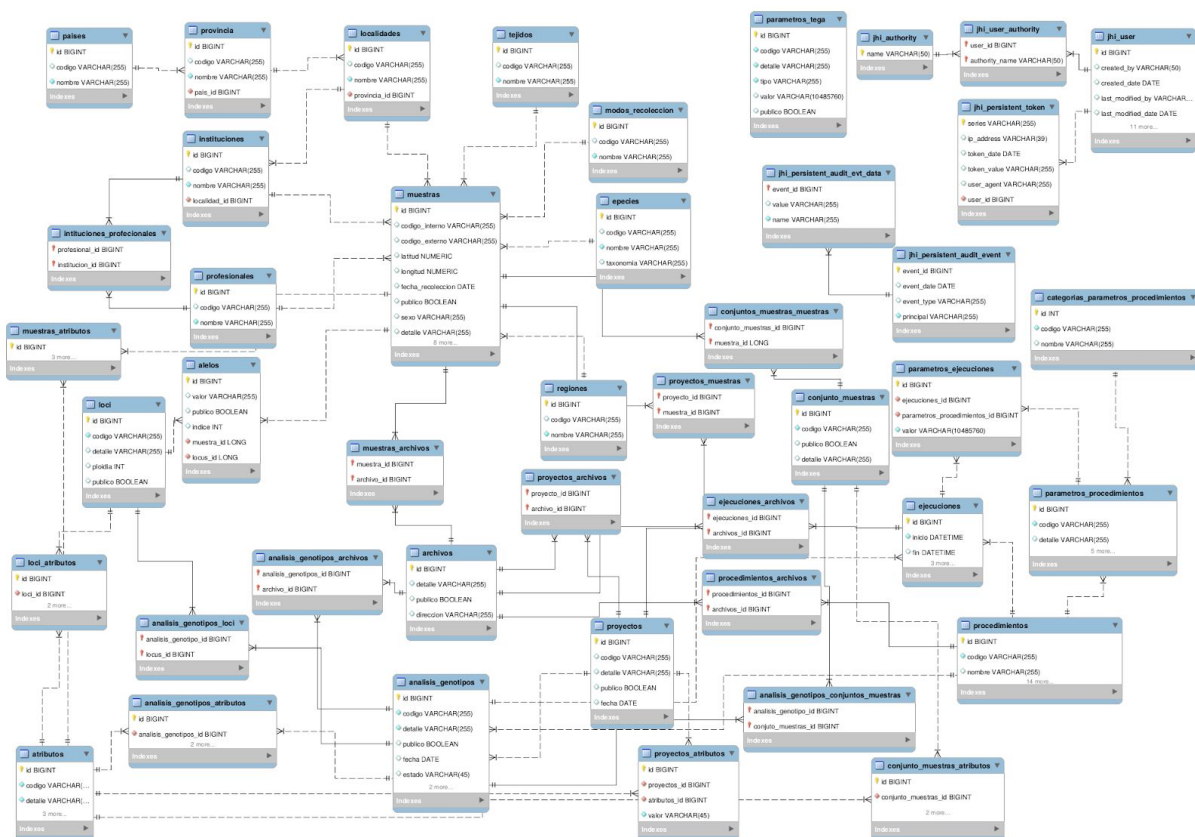 paises
id BIGINT
codigo VARCHAR(255)
nombre VARCHAR(255)
Indexes
provincia
id BIGINT
codigo VARCHAR(255)
nombre VARCHAR(255)
pais_id BIGINT
Indexes
localidades
id BIGINT
codigo VARCHAR(255)
nombre VARCHAR(255)
provincia_id BIGINT
Indexes
tejidos
id BIGINT
codigo VARCHAR(255)
nombre VARCHAR(255)
Indexes
parametros_tega
id BIGINT
codigo VARCHAR(255)
detalle VARCHAR(255)
tipo VARCHAR(255)
valor VARCHAR(10485760)
publico BOOLEAN
Indexes
jhi_authority
name VARCHAR(50)
Indexes
jhi_user_authority
user_id BIGINT
authority_name VARCHAR(50)
Indexes
jhi_user
id BIGINT
created_by VARCHAR(50)
created_date DATE
last_modified_by VARCHAR...
last_modified_date DATE
11 more...
Indexes
jhi_persistent_token
series VARCHAR(255)
ip_address VARCHAR(39)
token_date DATE
token_value VARCHAR(255)
user_agent VARCHAR(255)
user_id BIGINT
Indexes
modos_recoleccion
id BIGINT
codigo VARCHAR(255)
nombre VARCHAR(255)
Indexes
instituciones
id BIGINT
codigo VARCHAR(255)
nombre VARCHAR(255)
localidad_id BIGINT
Indexes
muestras
id BIGINT
codigo_interno VARCHAR(255)
codigo_externo VARCHAR(255)
latitud NUMERIC
longitud NUMERIC
fecha_recoleccion DATE
publico BOOLEAN
sexo VARCHAR(255)
detalle VARCHAR(255)
8 more...
Indexes
epecies
id BIGINT
codigo VARCHAR(255)
nombre VARCHAR(255)
taxonomia VARCHAR(255)
Indexes
jhi_persistent_audit_evt_data
event_id BIGINT
value VARCHAR(255)
name VARCHAR(255)
Indexes
jhi_persistent_audit_event
event_id BIGINT
event_date DATE
event_type VARCHAR(255)
principal VARCHAR(255)
Indexes
intituciones_profecionales
profesional_id BIGINT
institucion_id BIGINT
Indexes
profesionales
id BIGINT
codigo VARCHAR(255)
nombre VARCHAR(255)
Indexes
conjuntos_muestras_muestras
conjunto_muestras_id BIGINT
muestra_id LONG
Indexes
categorias_parametros_procedimientos
id INT
codigo VARCHAR(255)
nombre VARCHAR(255)
Indexes
muestras_atributos
id BIGINT
3 more...
Indexes
alelos
id BIGINT
valor VARCHAR(255)
publico BOOLEAN
indice INT
muestra_id LONG
locus_id LONG
Indexes
loci
id BIGINT
codigo VARCHAR(255)
detalle VARCHAR(255)
ploidia INT
publico BOOLEAN
Indexes
regiones
id BIGINT
codigo VARCHAR(255)
nombre VARCHAR(255)
Indexes
proyectos_muestras
proyecto_id BIGINT
muestra_id BIGINT
Indexes
conjunto_muestras
id BIGINT
codigo VARCHAR(255)
publico BOOLEAN
detalle VARCHAR(255)
Indexes
parametros_ejecuciones
id BIGINT
ejecuciones_id BIGINT
parametros_procedimientos_id BIGINT
valor VARCHAR(10485760)
Indexes
muestras_archivos
muestra_id BIGINT
archivo_id BIGINT
Indexes
proyectos_archivos
proyecto_id BIGINT
archivo_id BIGINT
Indexes
ejecuciones_archivos
ejecuciones_id BIGINT
archivos_id BIGINT
Indexes
ejecuciones
id BIGINT
inicio DATETIME
fin DATETIME
3 more...
Indexes
parametros_procedimientos
id BIGINT
codigo VARCHAR(255)
detalle VARCHAR(255)
5 more...
Indexes
loci_atributos
id BIGINT
loci_id BIGINT
2 more...
Indexes
analisis_genotipos_archivos
analisis_genotipos_id BIGINT
archivo_id BIGINT
Indexes
archivos
id BIGINT
detalle VARCHAR(255)
publico BOOLEAN
direccion VARCHAR(255)
Indexes
procedimientos_archivos
procedimientos_id BIGINT
archivos_id BIGINT
Indexes
analisis_genotipos_loci
analisis_genotipo_id BIGINT
locus_id BIGINT
Indexes
proyectos
id BIGINT
codigo VARCHAR(255)
detalle VARCHAR(255)
publico BOOLEAN
fecha DATE
Indexes
procedimientos
id BIGINT
codigo VARCHAR(255)
nombre VARCHAR(255)
14 more...
Indexes
analisis_genotipos
id BIGINT
codigo VARCHAR(255)
detalle VARCHAR(255)
publico BOOLEAN
fecha DATE
estado VARCHAR(45)
2 more...
Indexes
analisis_genotipos_conjuntos_muestras
analisis_genotipo_id BIGINT
conjuto_muestras_id BIGINT
Indexes
analisis_genotipos_atributos
id BIGINT
analisis_genotipos_id BIGINT
2 more...
Indexes
atributos
id BIGINT
codigo VARCHAR(...
detalle VARCHAR(...
3 more...
Indexes
proyectos_atributos
id BIGINT
proyectos_id BIGINT
atributos_id BIGINT
valor VARCHAR(45)
Indexes
conjunto_muestras_atributos
id BIGINT
conjunto_muestras_id BIGINT
2 more...
Indexes